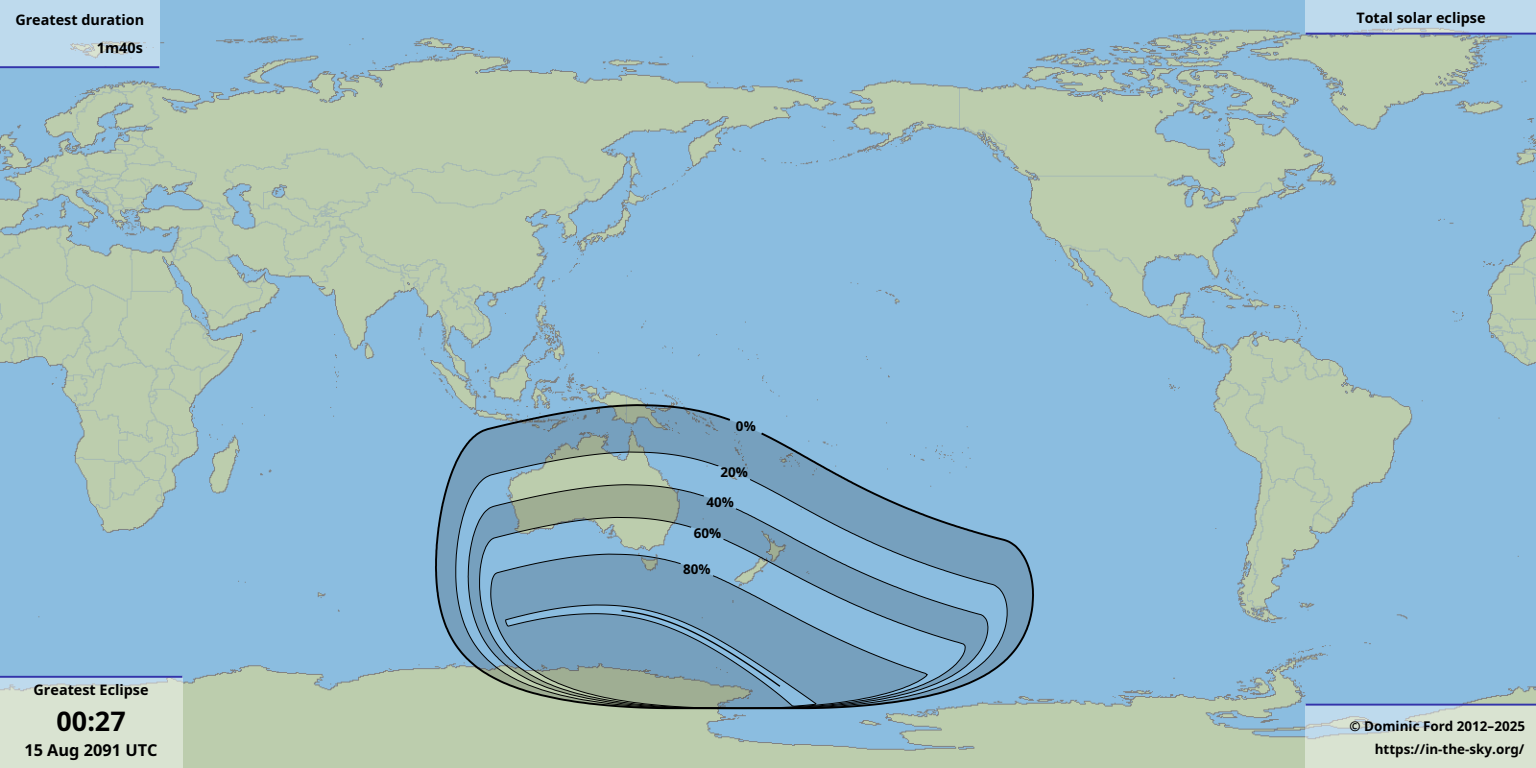 Greatest duration
1m40s
Total solar eclipse
0%
20%
40%
60%
80%
Greatest Eclipse
00:27
15 Aug 2091 UTC
© Dominic Ford 2012–2025
https://in-the-sky.org/